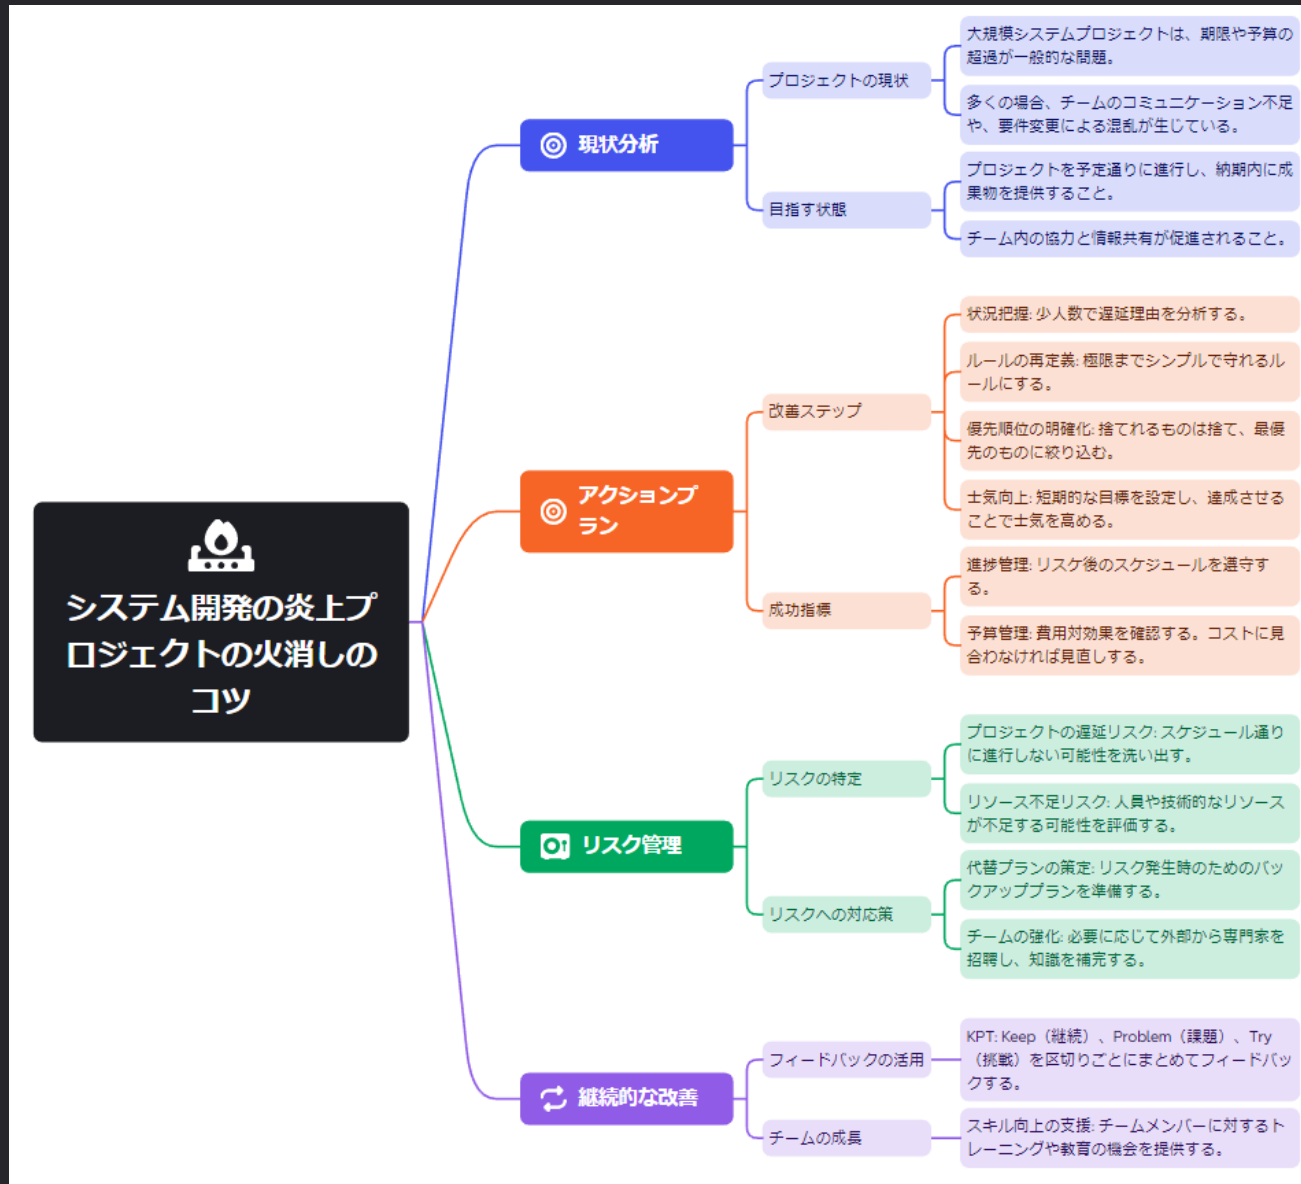 システム開発の炎上プ
ロジェクトの火消しの
コツ
現状分析
プロジェクトの現状
大規模システムプロジェクトは、期限や予算の
超過が一般的な問題。
多くの場合、チームのコミュニケーション不足
や、要件変更による混乱が生じている。
目指す状態
プロジェクトを予定通りに進行し、納期内に成
果物を提供すること。
チーム内の協力と情報共有が促進されること。
アクションプ
ラン
改善ステップ
状況把握: 少人数で遅延理由を分析する。
ルールの再定義: 極限までシンプルで守れるル
ールにする。
優先順位の明確化: 捨てれるものは捨て、最優
先のものに絞り込む。
士気向上: 短期的な目標を設定し、達成させる
ことで士気を高める。
成功指標
進捗管理: リスケ後のスケジュールを遵守す
る。
予算管理: 費用対効果を確認する。コストに見
合わなければ見直しする。
リスク管理
リスクの特定
プロジェクトの遅延リスク: スケジュール通り
に進行しない可能性を洗い出す。
リソース不足リスク: 人員や技術的なリソース
が不足する可能性を評価する。
リスクへの対応策
代替プランの策定: リスク発生時のためのバッ
クアッププランを準備する。
チームの強化: 必要に応じて外部から専門家を
招聘し、知識を補完する。
継続的な改善
フィードバックの活用
KPT: Keep（継続）、Problem（課題）、Try
（挑戦）を区切りごとにまとめてフィードバッ
クする。
チームの成長
スキル向上の支援: チームメンバーに対するト
レーニングや教育の機会を提供する。